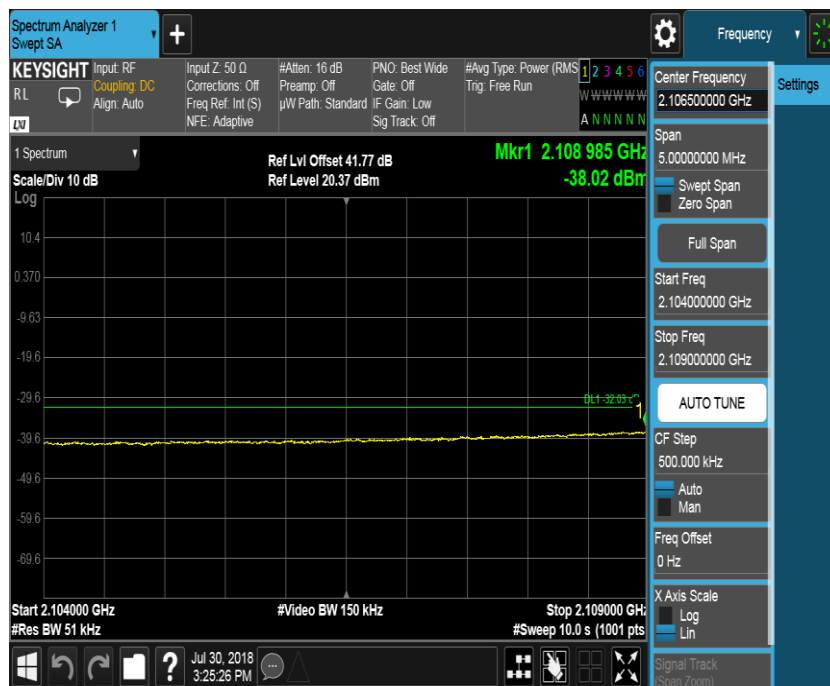 Spectrum Analyzer 1
Swept SA
Frequency
KEYSIGHT
RL
LXI
Input: RF
Coupling: DC
Align: Auto
Input Z: 50 Ω
Corrections: Off
Freq Ref: Int (S)
NFE: Adaptive
#Atten: 16 dB
Preamp: Off
µW Path: Standard
PNO: Best Wide
Gate: Off
IF Gain: Low
Sig Track: Off
#Avg Type: Power (RMS
Trig: Free Run
1 2 3 4 5 6
W W W W W W
A N N N N N
Center Frequency
2.106500000 GHz
Settings
Span
5.00000000 MHz
Swept Span
Zero Span
Full Span
Start Freq
2.104000000 GHz
Stop Freq
2.109000000 GHz
AUTO TUNE
CF Step
500.000 kHz
Auto
Man
Freq Offset
0 Hz
X Axis Scale
Log
Lin
Signal Track
(Span Zoom)
1 Spectrum
Scale/Div 10 dB
Ref Lvl Offset 41.77 dB
Ref Level 20.37 dBm
Mkr1 2.108 985 GHz
-38.02 dBm
Log
10.4
0.370
-9.63
-19.6
-29.6
-39.6
-49.6
-59.6
-69.6
DL1 -32.03
1
Start 2.104000 GHz
#Res BW 51 kHz
#Video BW 150 kHz
Stop 2.109000 GHz
#Sweep 10.0 s (1001 pts
?
Jul 30, 2018
3:25:26 PM